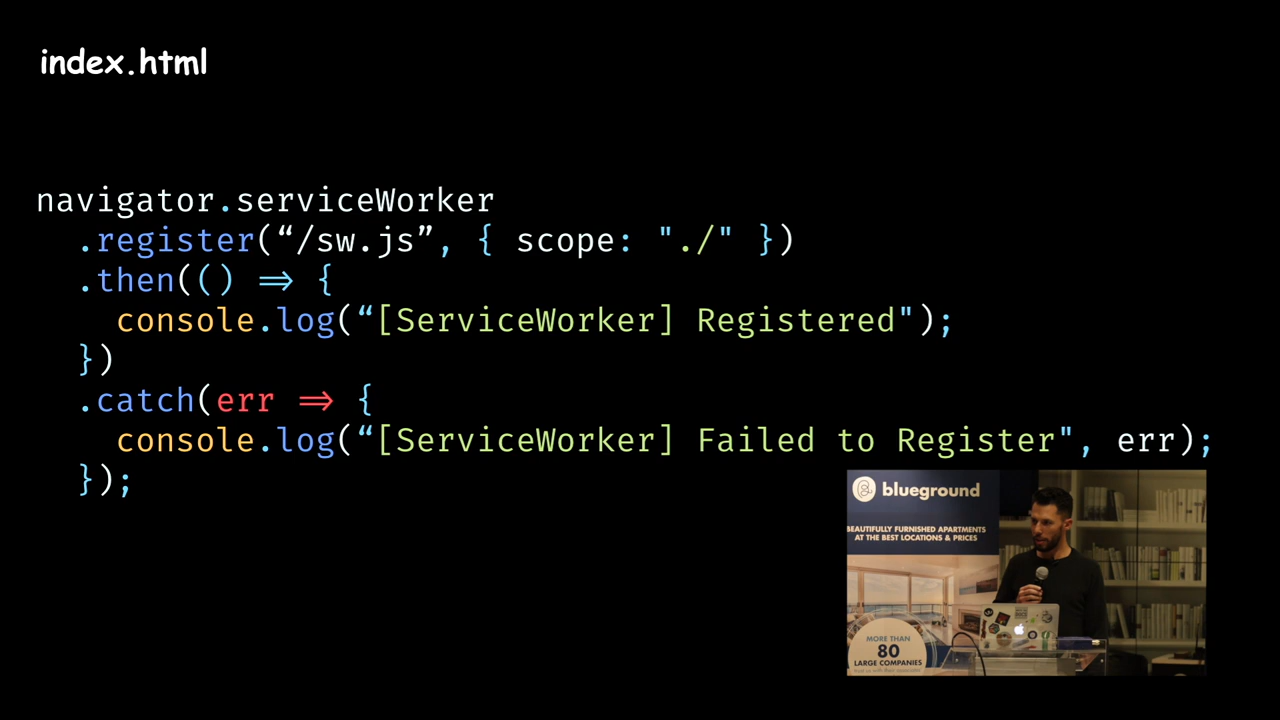 index.html
navigator.serviceWorker
  .register(“/sw.js”, { scope: "./" })
  .then(() => {
    console.log(“[ServiceWorker] Registered");
  })
  .catch(err => {
    console.log(“[ServiceWorker] Failed to Register", err);
  });
blueground
BEAUTIFULLY FURNISHED APARTMENTS
AT THE BEST LOCATIONS & PRICES
MORE THAN
80
LARGE COMPANIES